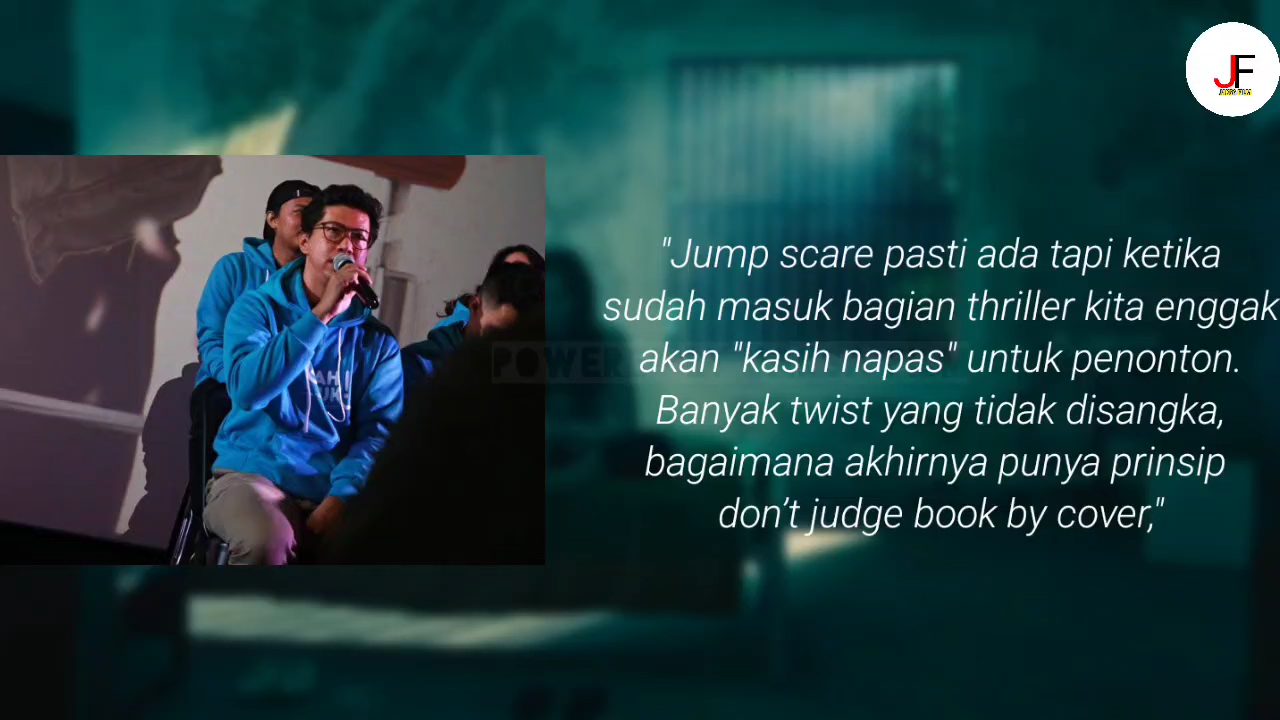 JF
"Jump scare pasti ada tapi ketika
sudah masuk bagian thriller kita enggak
akan "kasih napas" untuk penonton.
Banyak twist yang tidak disangka,
bagaimana akhirnya punya prinsip
don’t judge book by cover,"
POWER